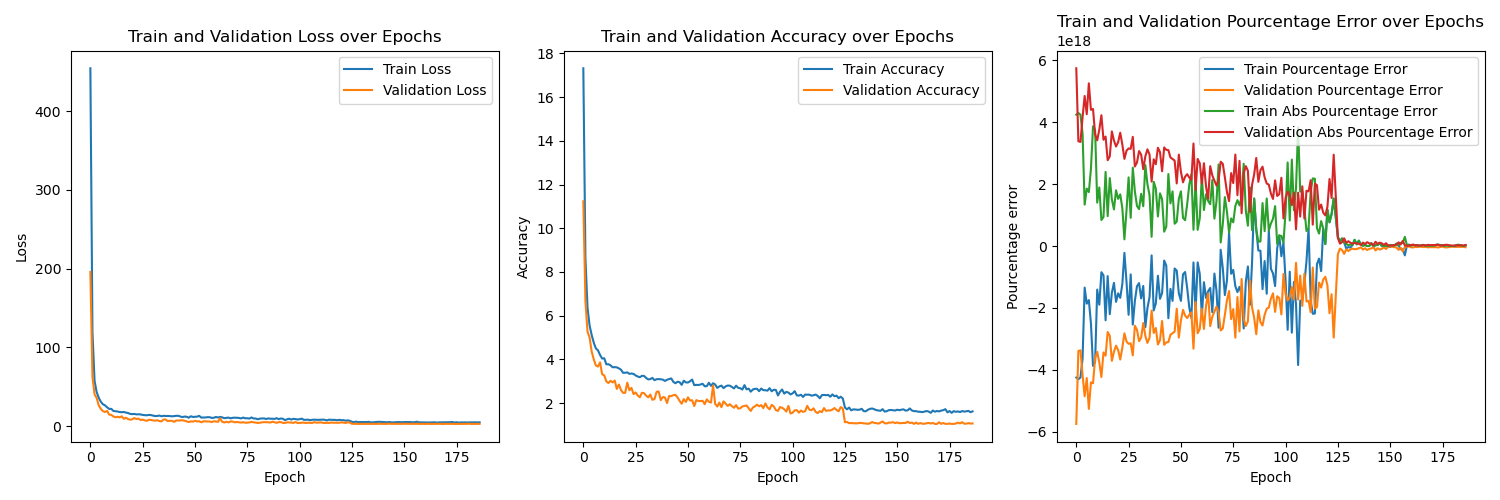 Train and Validation Loss over Epochs
Train Loss
Validation Loss
400
300
200
100
0
Loss
0 25 50 75 100 125 150 175
Epoch
Train and Validation Accuracy over Epochs
Train Accuracy
Validation Accuracy
18
16
14
12
10
8
6
4
2
Accuracy
0 25 50 75 100 125 150 175
Epoch
Train and Validation Pourcentage Error over Epochs
1e18
Train Pourcentage Error
Validation Pourcentage Error
Train Abs Pourcentage Error
Validation Abs Pourcentage Error
6
4
2
0
−2
−4
−6
Pourcentage error
0 25 50 75 100 125 150 175
Epoch